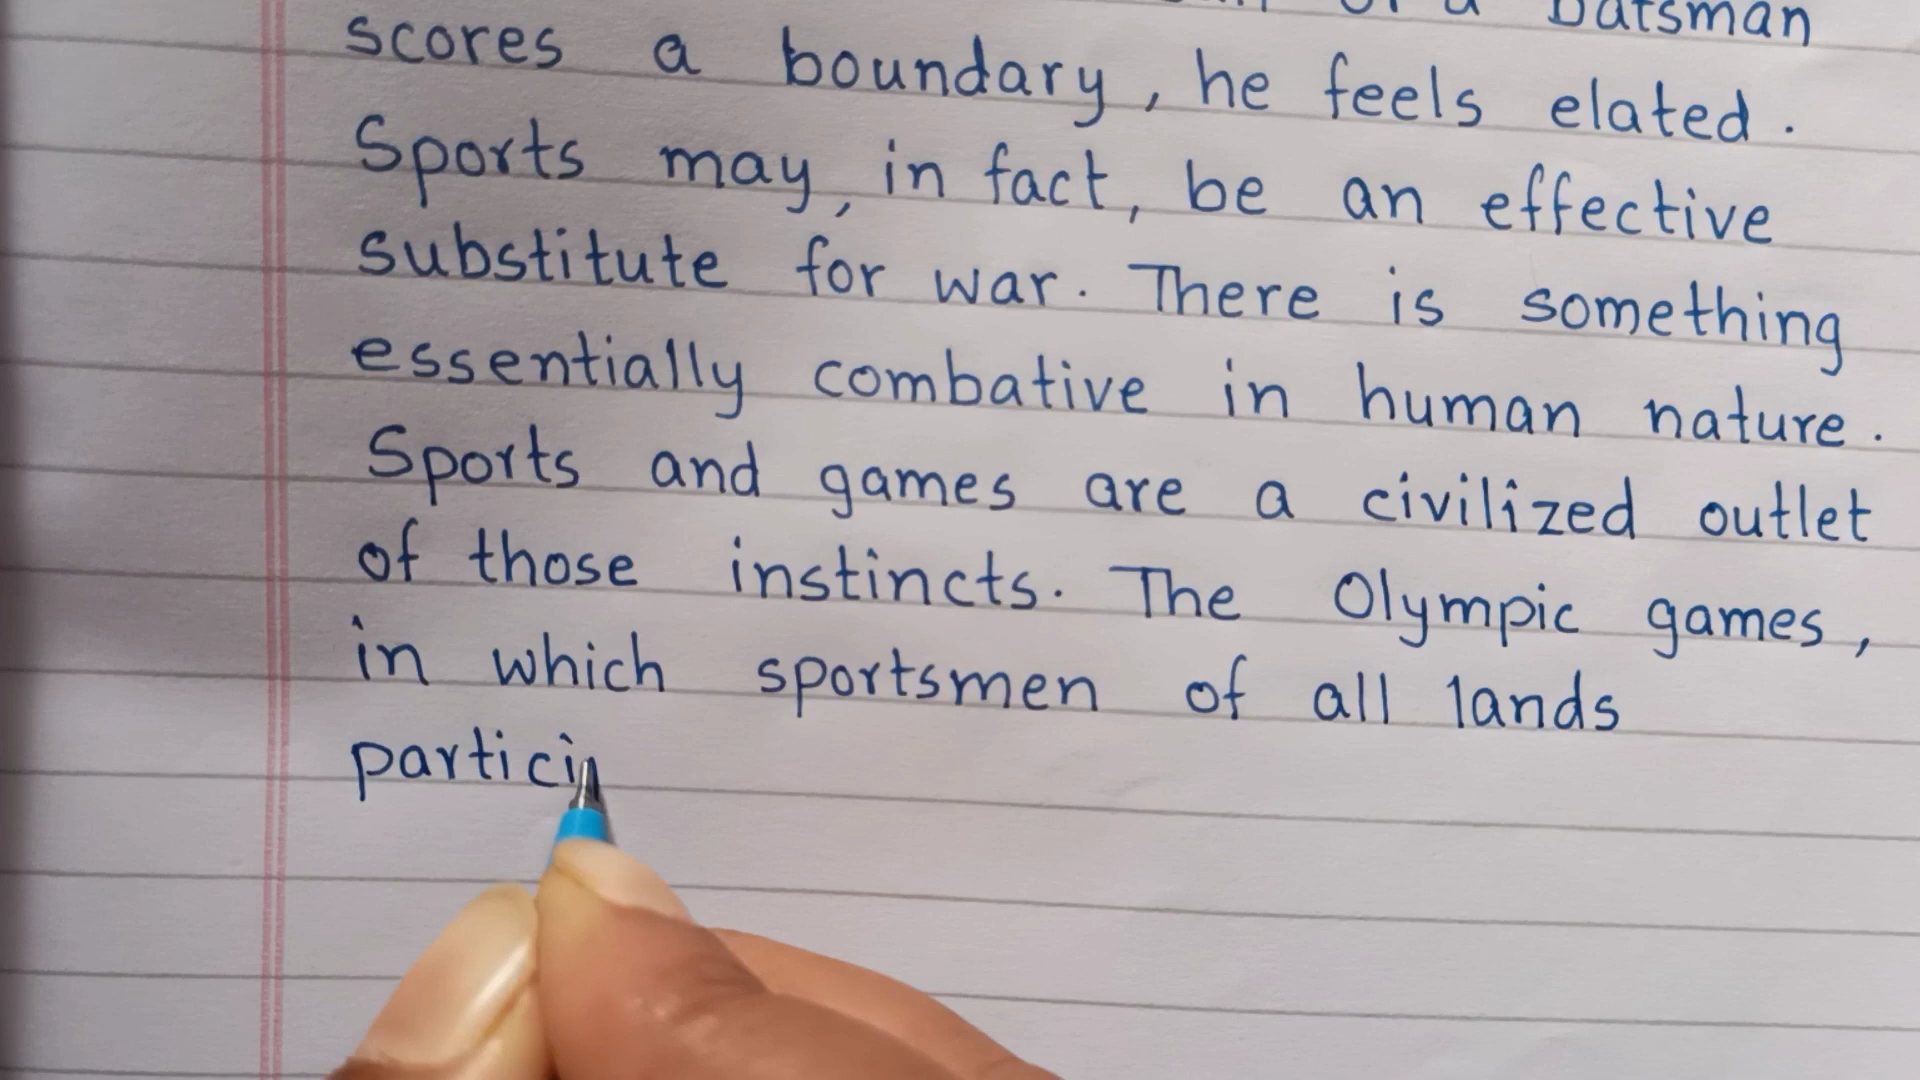 a batsman
scores a boundary, he feels elated.
Sports may, in fact, be an effective
substitute for war. There is something
essentially combative in human nature.
Sports and games are a civilized outlet
of those instincts. The Olympic games,
in which sportsmen of all lands
partici